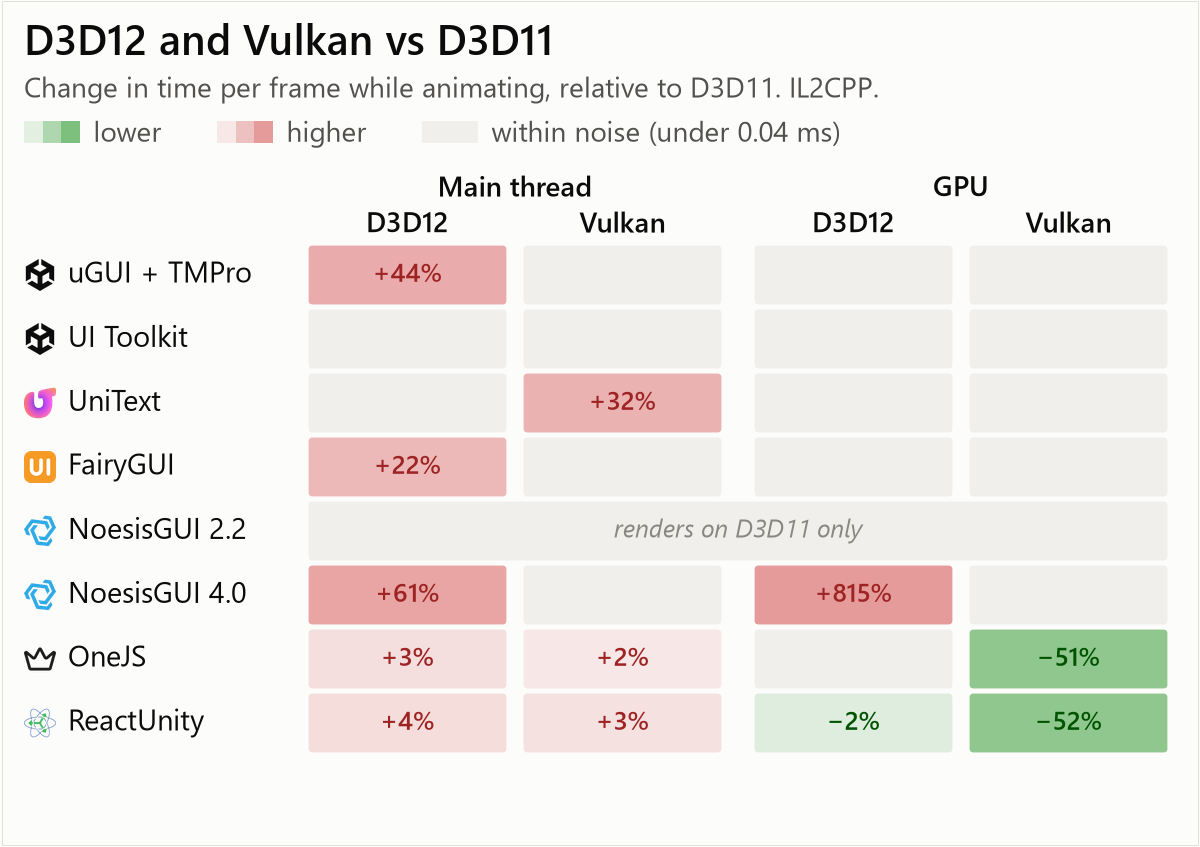 D3D12 and Vulkan vs D3D11
Change in time per frame while animating, relative to D3D11. IL2CPP.
lower higher within noise (under 0.04 ms)
Main thread GPU
D3D12 Vulkan D3D12 Vulkan
uGUI + TMPro +44%
UI Toolkit
UniText +32%
UI FairyGUI +22%
NoesisGUI 2.2 renders on D3D11 only
NoesisGUI 4.0 +61% +815%
OneJS +3% +2% −51%
ReactUnity +4% +3% −2% −52%